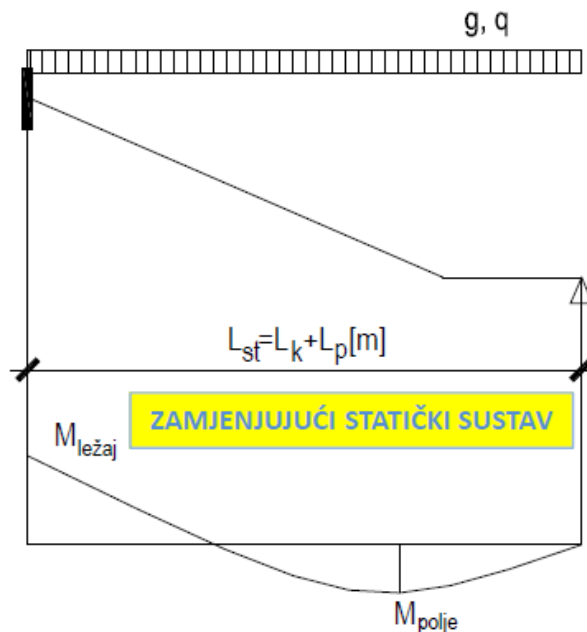 g, q
Lst=Lk+Lp[m]
ZAMJENJUJUĆI STATIČKI SUSTAV
Mležaj
Mpolje